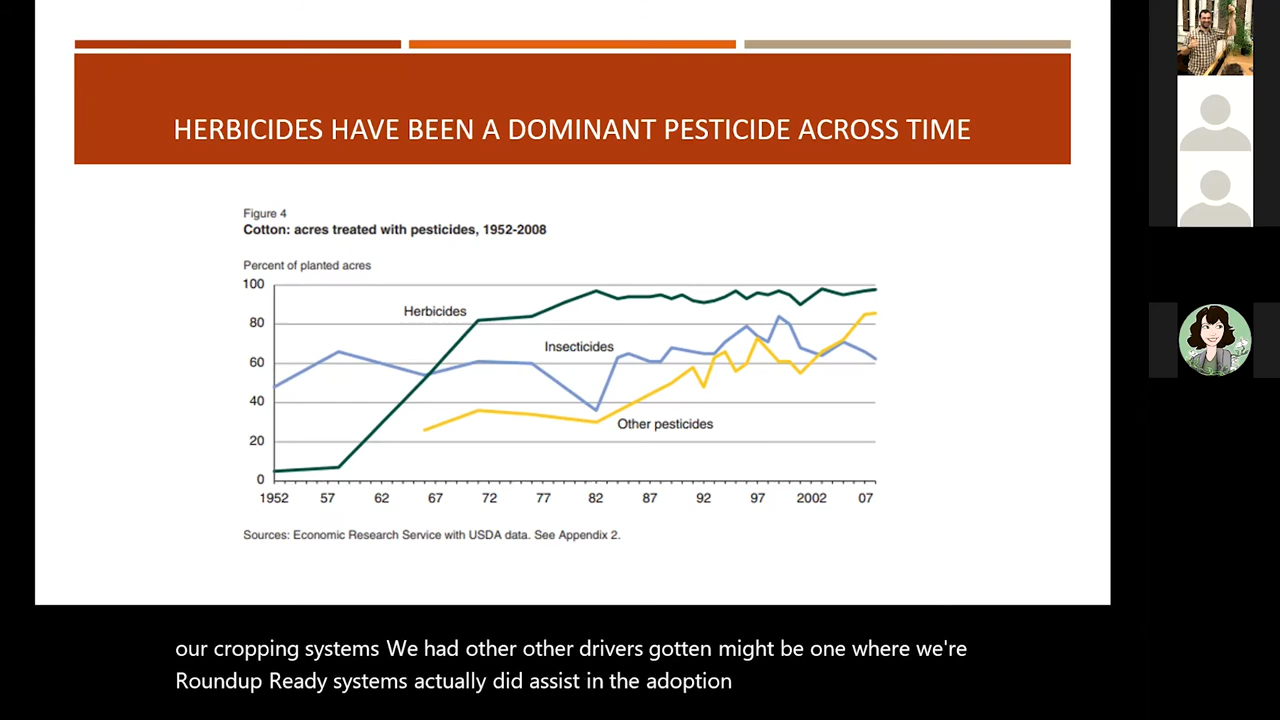 HERBICIDES HAVE BEEN A DOMINANT PESTICIDE ACROSS TIME
Figure 4
Cotton: acres treated with pesticides, 1952-2008
Percent of planted acres
100
80
60
40
20
0
Herbicides
Insecticides
Other pesticides
1952 57 62 67 72 77 82 87 92 97 2002 07
Sources: Economic Research Service with USDA data. See Appendix 2.
our cropping systems We had other other drivers gotten might be one where we're
Roundup Ready systems actually did assist in the adoption